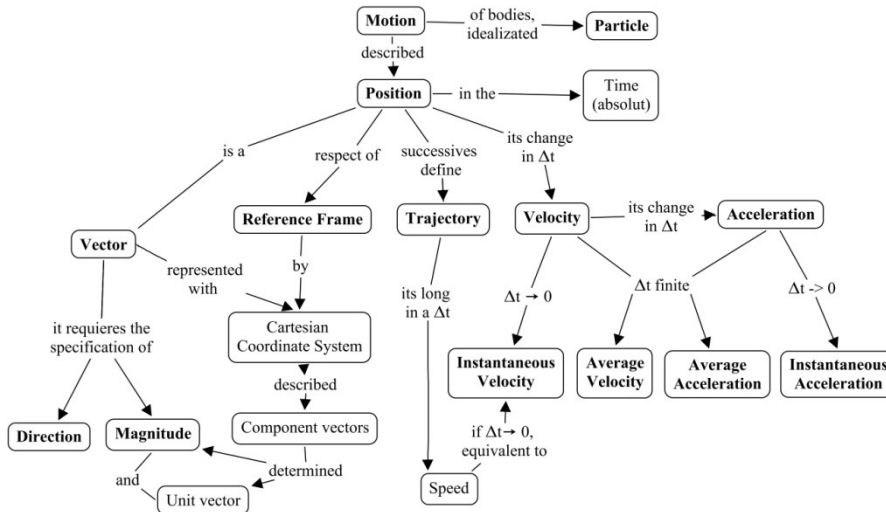 Motion
of bodies,
idealizated
Particle
described
Position
in the
Time
(absolut)
is a
respect of
successives
define
its change
in Δt
Reference Frame
Trajectory
Velocity
its change
in Δt
Acceleration
Vector
represented
with
by
its long
in a Δt
Δt → 0
Δt finite
Δt -> 0
it requieres the
specification of
Cartesian
Coordinate System
described
Instantaneous
Velocity
Average
Velocity
Average
Acceleration
Instantaneous
Acceleration
Direction
Magnitude
Component vectors
if Δt→ 0,
equivalent to
and
determined
Unit vector
Speed